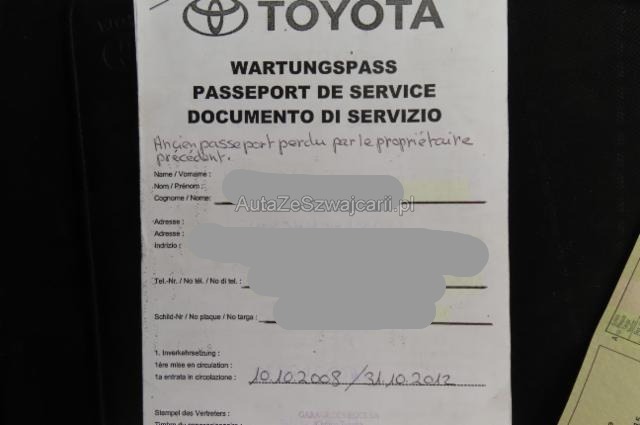 TOYOTA
WARTUNGSPASS
PASSEPORT DE SERVICE
DOCUMENTO DI SERVIZIO
Ancien passeport perdu par le propriétaire
précédent.
Name / Vorname :
Nom / Prénom :
Cognome / Nome:
AutaZeSzwajcarii.pl
Adresse :
Adresse :
Indirizio :
Tel.-Nr. / No tél. / No di tel. :
Schild-Nr / No plaque / No targa :
1. Inverkehrsetzung :
1ère mise en circulation :
1a entrata in circolazione : 10.10.2008 / 31.10.2012
Stempel des Vertreters :